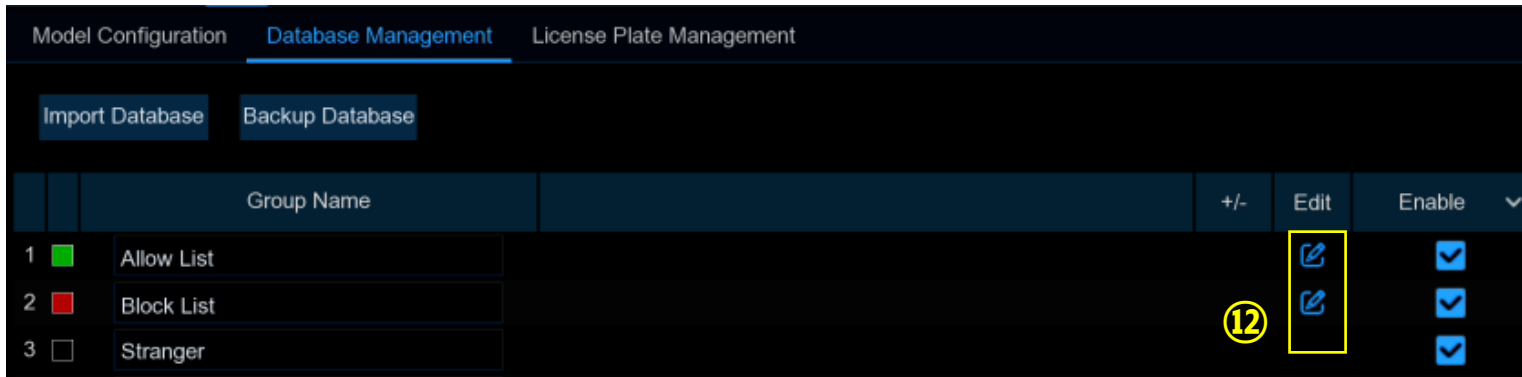 Model Configuration Database Management License Plate Management
Import Database Backup Database
Group Name +/- Edit Enable
1 Allow List
2 Block List
⑫
3 Stranger